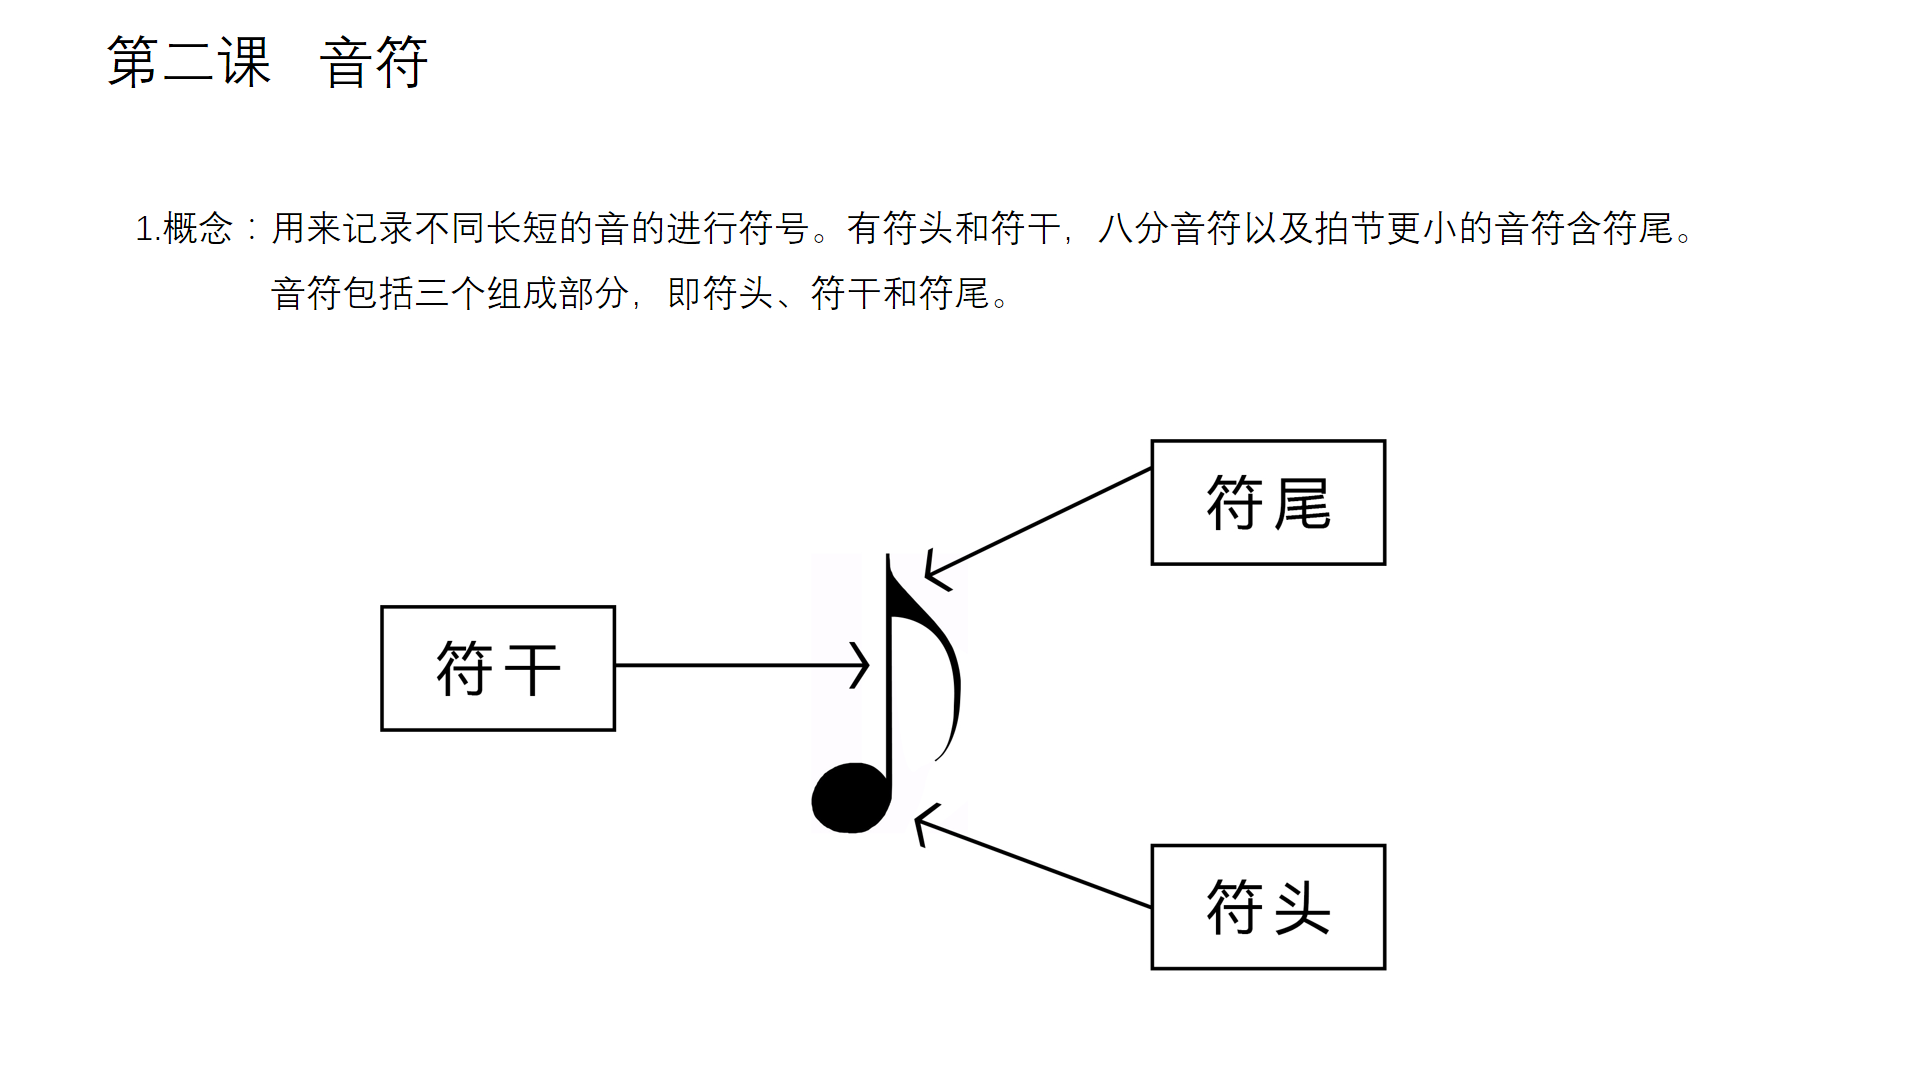 第二课 音符
1.概念：用来记录不同长短的音的进行符号。有符头和符干，八分音符以及拍节更小的音符含符尾。
音符包括三个组成部分，即符头、符干和符尾。
符尾
符干
符头